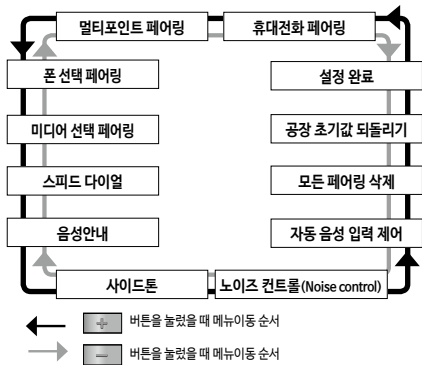 멀티포인트 페어링 휴대전화 페어링
폰 선택 페어링 설정 완료
미디어 선택 페어링 공장 초기값 되돌리기
스피드 다이얼 모든 페어링 삭제
음성안내 자동 음성 입력 제어
사이드톤 노이즈 컨트롤(Noise control)
+ 버튼을 눌렀을 때 메뉴이동 순서
- 버튼을 눌렀을 때 메뉴이동 순서